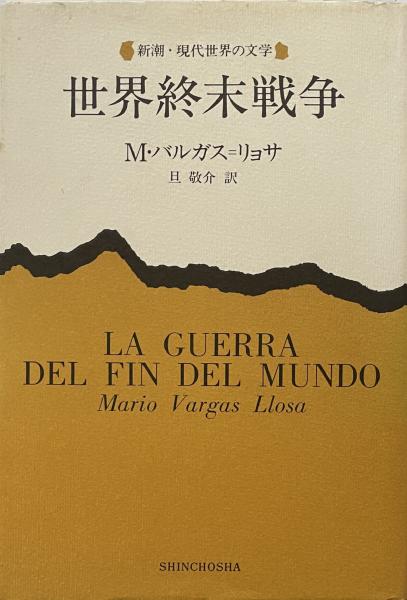 新潮・現代世界の文学
世界終末戦争
M・バルガス=リョサ
旦 敬介 訳
LA GUERRA
DEL FIN DEL MUNDO
Mario Vargas Llosa
SHINCHOSHA